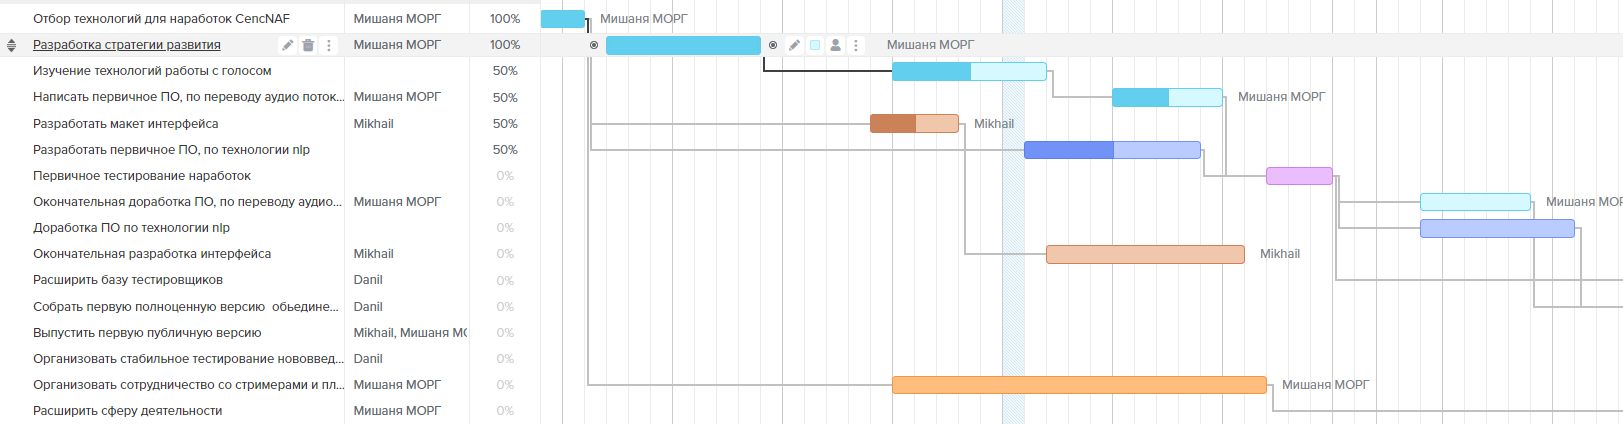 Отбор технологий для наработок CencNAF Мишаня МОРГ 100% Мишаня МОРГ
Разработка стратегии развития Мишаня МОРГ 100% Мишаня МОРГ
Изучение технологий работы с голосом 50%
Написать первичное ПО, по переводу аудио поток... Мишаня МОРГ 50% Мишаня МОРГ
Разработать макет интерфейса Mikhail 50% Mikhail
Разработать первичное ПО, по технологии nlp 50%
Первичное тестирование наработок 0%
Окончательная доработка ПО, по переводу аудио... Мишаня МОРГ 0% Мишаня МОР
Доработка ПО по технологии nlp 0%
Окончательная разработка интерфейса Mikhail 0% Mikhail
Расширить базу тестировщиков Danil 0%
Собрать первую полноценную версию обьедине... Danil 0%
Выпустить первую публичную версию Mikhail, Мишаня МО 0%
Организовать стабильное тестирование нововвед... Danil 0%
Организовать сотрудничество со стримерами и пл... Мишаня МОРГ 0% Мишаня МОРГ
Расширить сферу деятельности Мишаня МОРГ 0%